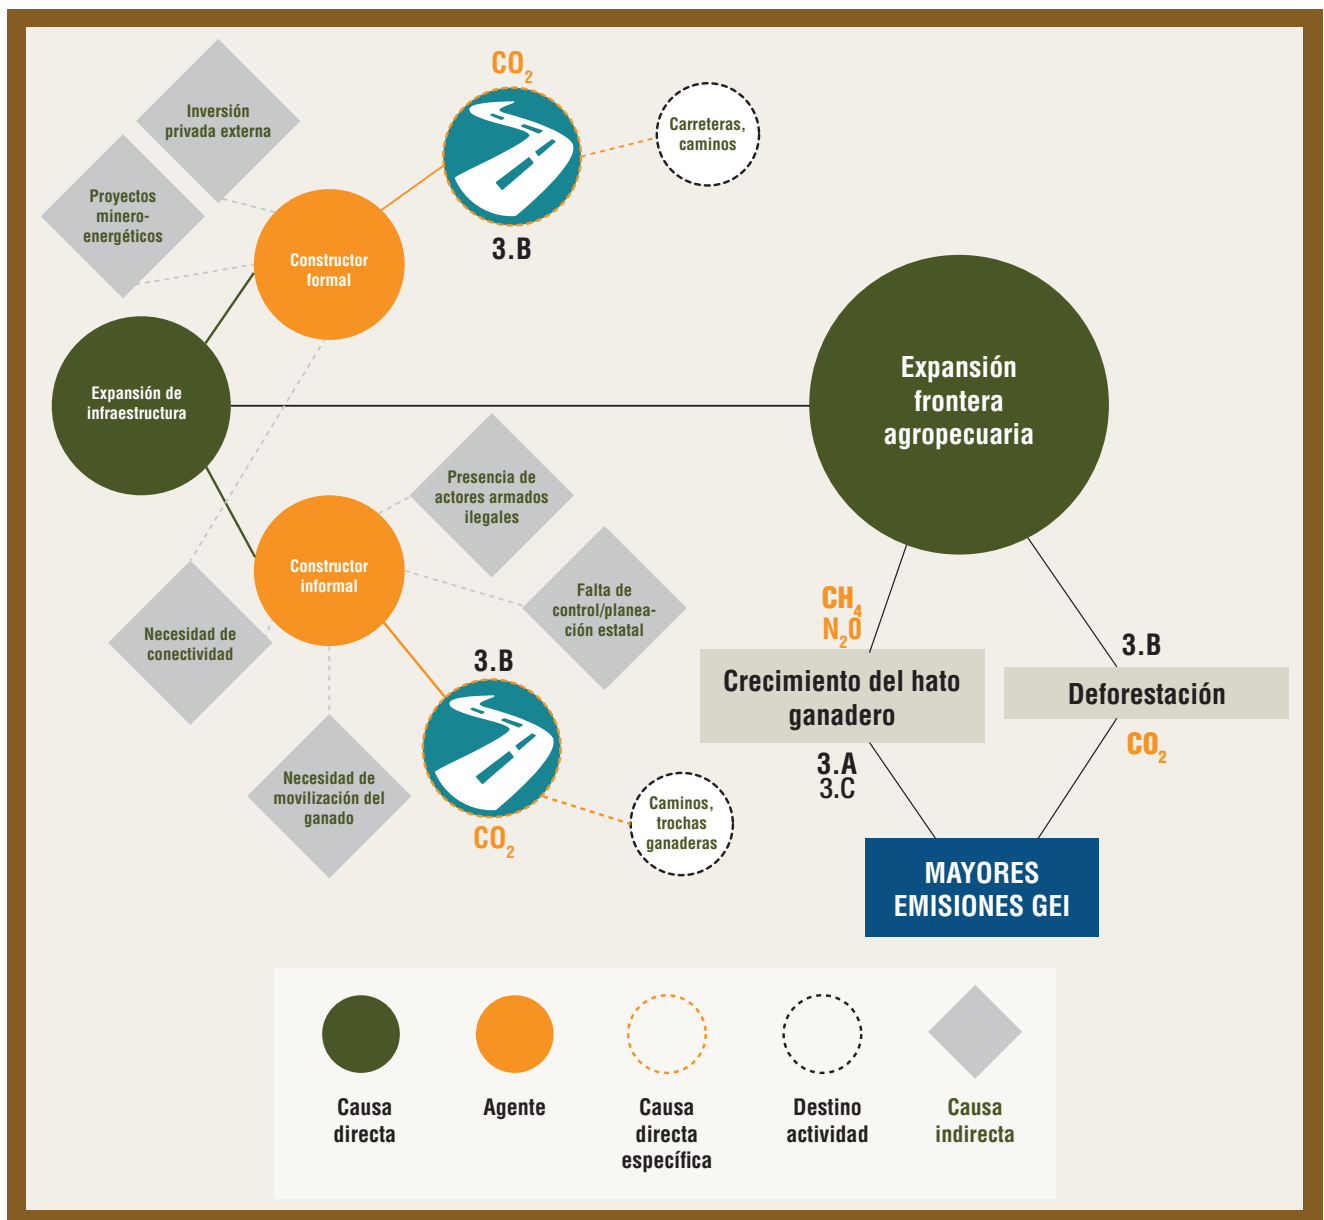 Inversión
privada externa
Proyectos
minero-
energéticos
Constructor
formal
CO2
3.B
Carreteras,
caminos
Expansión de
infraestructura
Expansión
frontera
agropecuaria
Presencia de
actores armados
ilegales
Constructor
informal
Falta de
control/planea-
ción estatal
Necesidad de
conectividad
Necesidad de
movilización del
ganado
3.B
CO2
Caminos,
trochas
ganaderas
CH4
N2O
Crecimiento del hato
ganadero
3.A
3.C
3.B
Deforestación
CO2
MAYORES
EMISIONES GEI
Causa
directa
Agente
Causa
directa
específica
Destino
actividad
Causa
indirecta